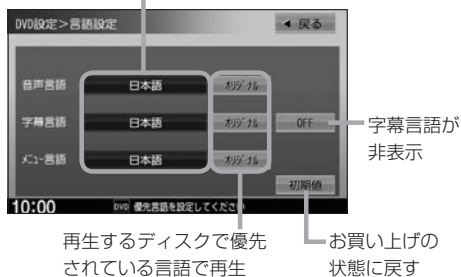 DVD設定>言語設定
◀ 戻る
音声言語 日本語 ｵﾘｼﾞﾅﾙ
字幕言語 日本語 ｵﾘｼﾞﾅﾙ OFF
ﾒﾆｭｰ言語 日本語 ｵﾘｼﾞﾅﾙ
初期値
10:00 DVD 優先言語を設定してくださ
字幕言語が
非表示
再生するディスクで優先
されている言語で再生
お買い上げの
状態に戻す